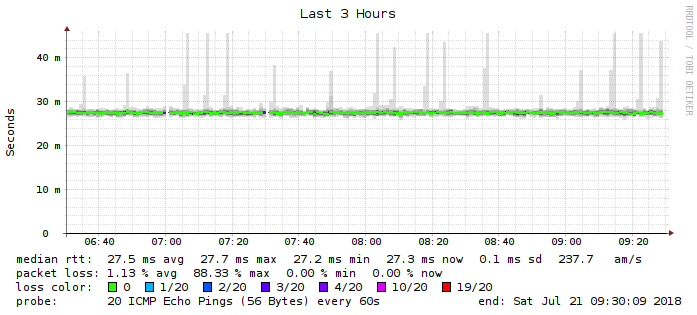 Last 3 Hours
RRDTOOL / TOBI OETIKER
Seconds
40 m
30 m
20 m
10 m
0
06:40 07:00 07:20 07:40 08:00 08:20 08:40 09:00 09:20
median rtt: 27.5 ms avg 27.7 ms max 27.2 ms min 27.3 ms now 0.1 ms sd 237.7 am/s
packet loss: 1.13 % avg 88.33 % max 0.00 % min 0.00 % now
loss color: 0 1/20 2/20 3/20 4/20 10/20 19/20
probe: 20 ICMP Echo Pings (56 Bytes) every 60s end: Sat Jul 21 09:30:09 2018